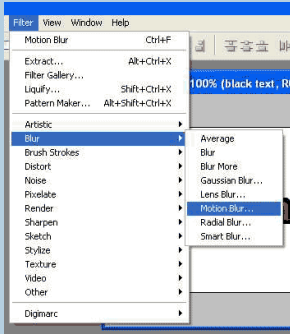 Filter View Window Help
Motion Blur Ctrl+F
Extract... Alt+Ctrl+X
Filter Gallery...
Liquify... Shift+Ctrl+X
Pattern Maker... Alt+Shift+Ctrl+X
Artistic
Blur
Brush Strokes
Distort
Noise
Pixelate
Render
Sharpen
Sketch
Stylize
Texture
Video
Other
Digimarc
100% (black text, R
Average
Blur
Blur More
Gaussian Blur...
Lens Blur...
Motion Blur...
Radial Blur...
Smart Blur...